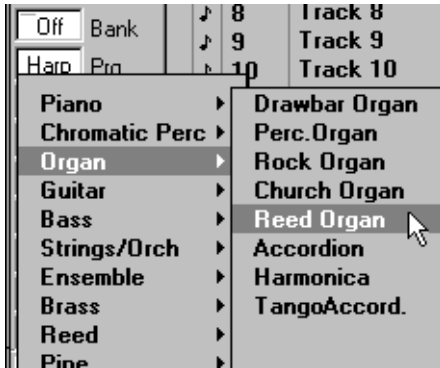 Off Bank
8 Track 8
9 Track 9
Harp Prg
10 Track 10
Piano
Chromatic Perc
Organ
Guitar
Bass
Strings/Orch
Ensemble
Brass
Reed
Pipe
Drawbar Organ
Perc.Organ
Rock Organ
Church Organ
Reed Organ
Accordion
Harmonica
TangoAccord.